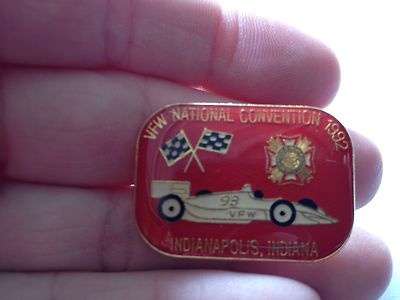 VFW NATIONAL CONVENTION 1992
93
VFW
INDIANAPOLIS, INDIANA